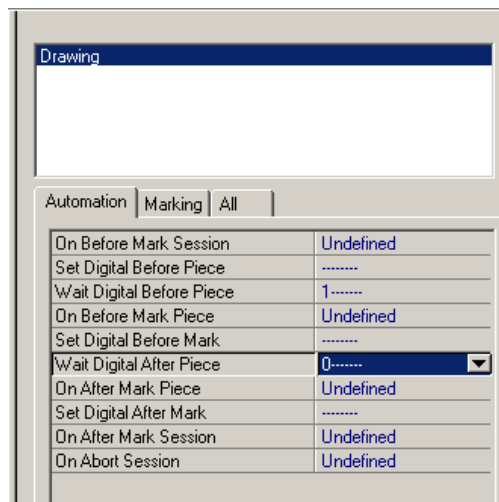 Drawing
Automation Marking All
On Before Mark Session Undefined
Set Digital Before Piece --------
Wait Digital Before Piece 1-------
On Before Mark Piece Undefined
Set Digital Before Mark --------
Wait Digital After Piece 0-------
On After Mark Piece Undefined
Set Digital After Mark --------
On After Mark Session Undefined
On Abort Session Undefined